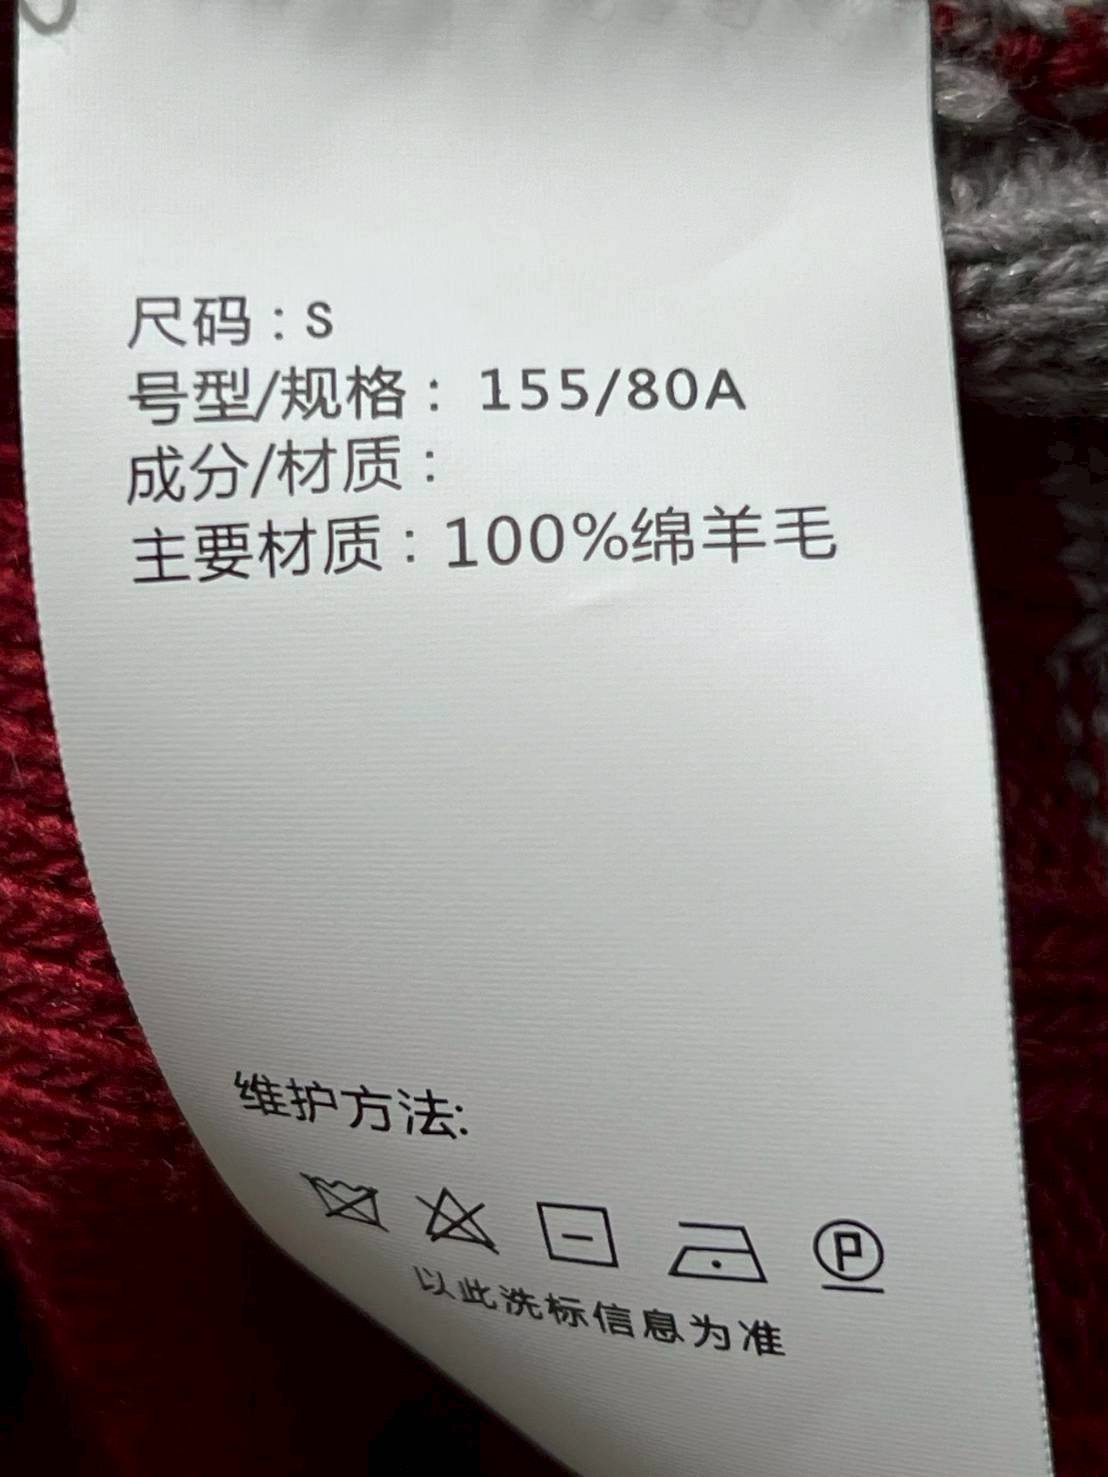 尺码：S
号型/规格：155/80A
成分/材质：
主要材质：100%绵羊毛
维护方法:
P
以此洗标信息为准